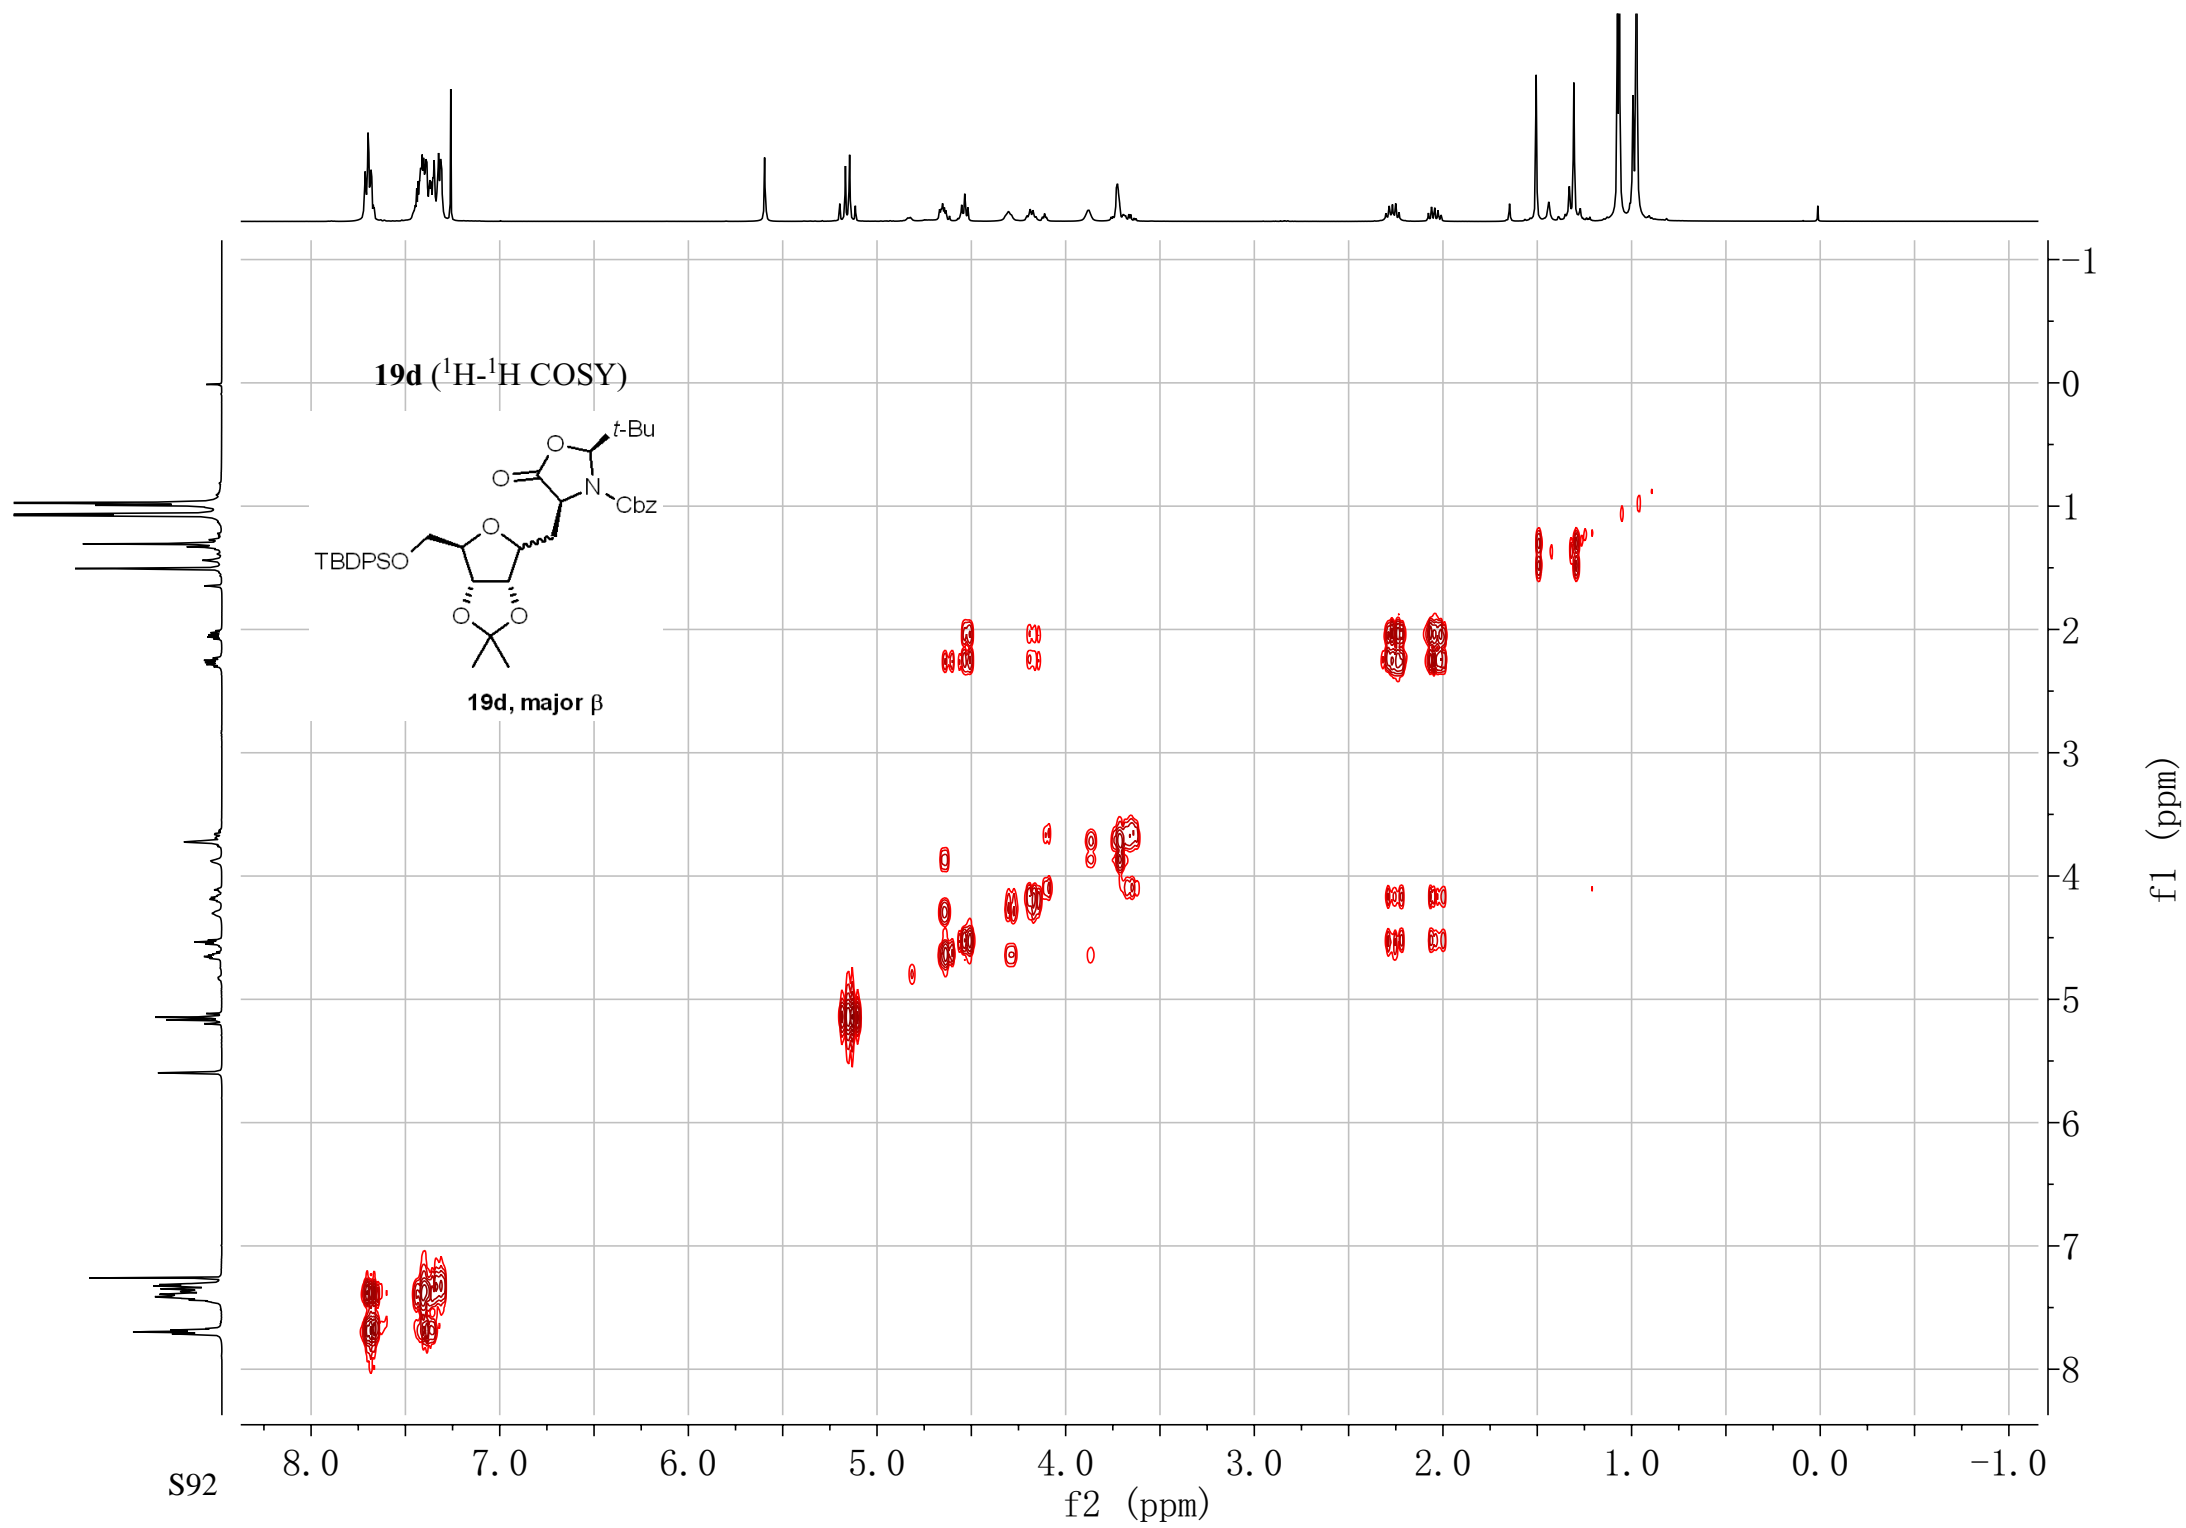 19d (¹H-¹H COSY)
t-Bu
O
O
N
Cbz
O
TBDPSO
O
O
19d, major β
-1
0
1
2
3
4
5
6
7
8
f1 (ppm)
8.0 7.0 6.0 5.0 4.0 3.0 2.0 1.0 0.0 -1.0
f2 (ppm)
S92